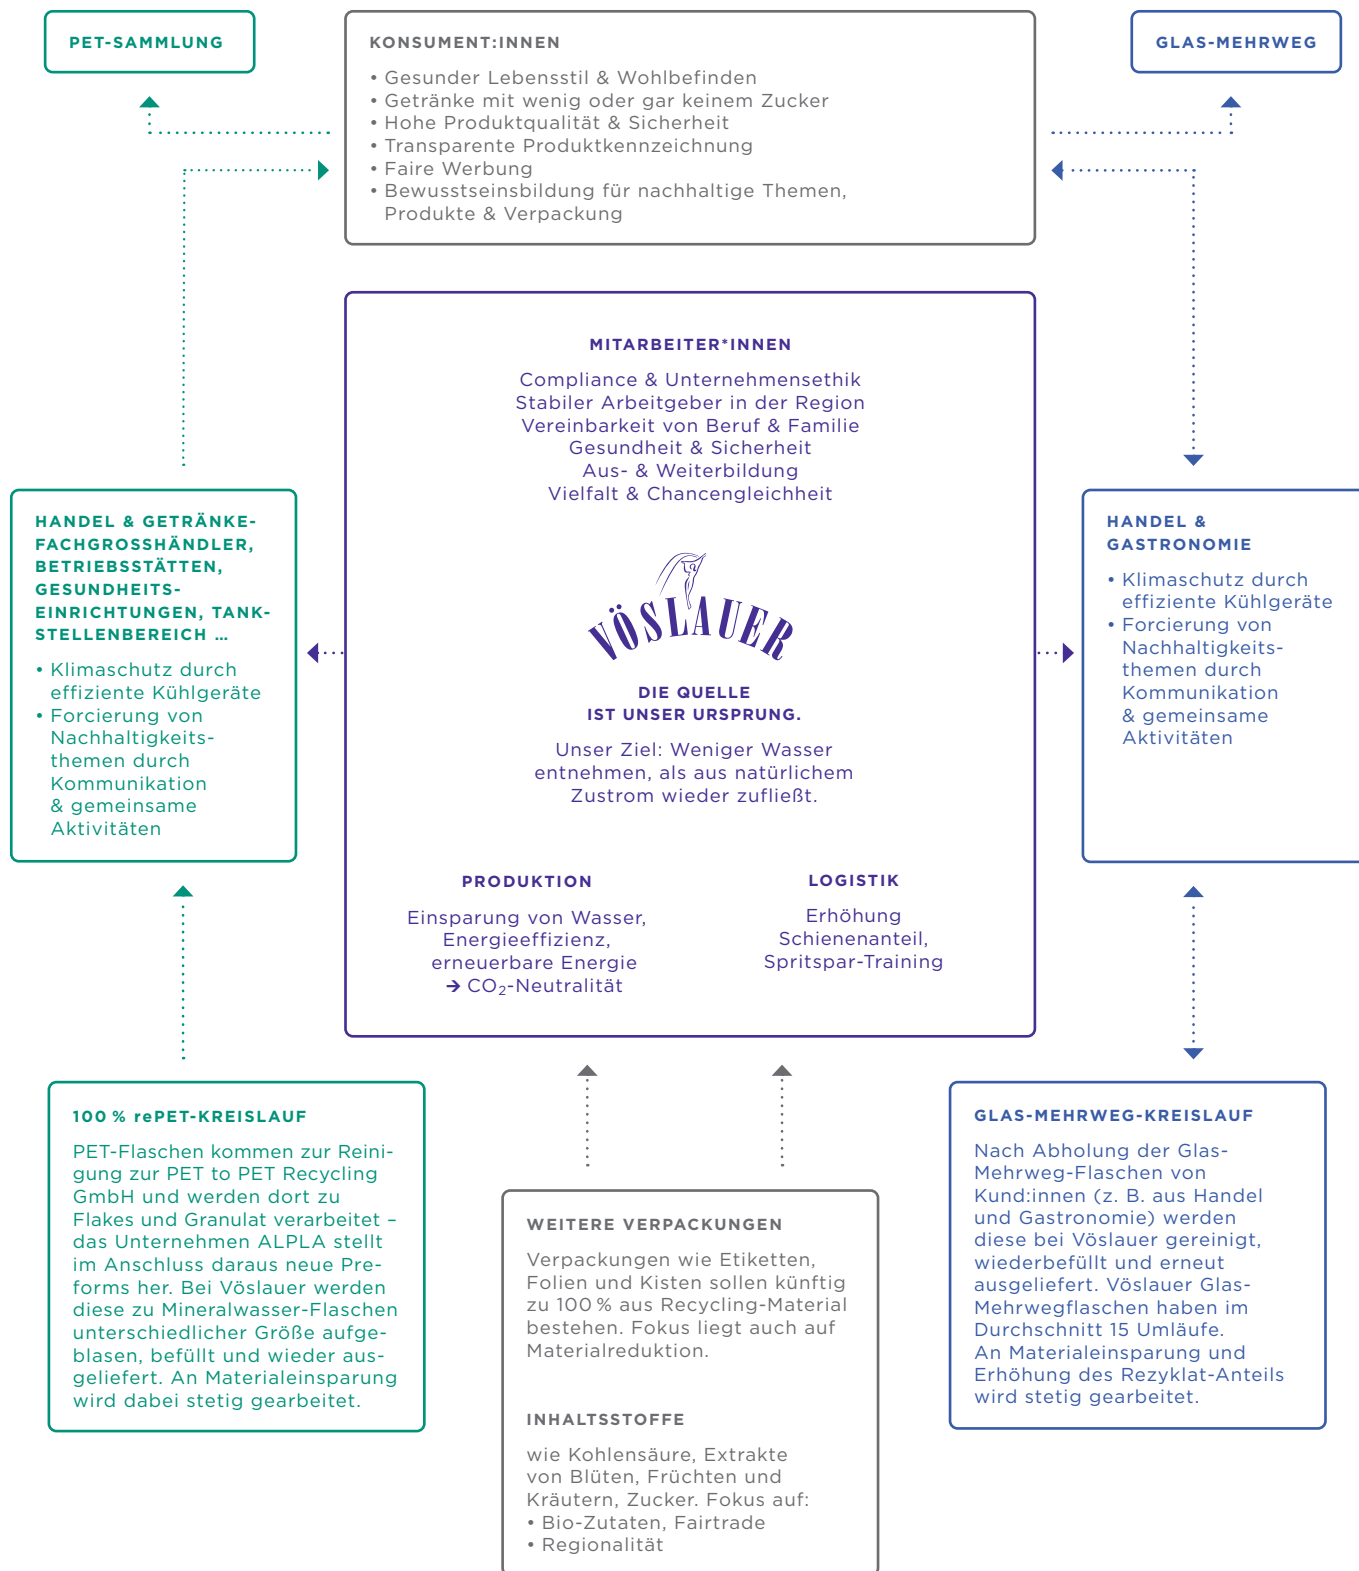 PET-SAMMLUNG
KONSUMENT:INNEN
• Gesunder Lebensstil & Wohlbefinden
• Getränke mit wenig oder gar keinem Zucker
• Hohe Produktqualität & Sicherheit
• Transparente Produktkennzeichnung
• Faire Werbung
• Bewusstseinsbildung für nachhaltige Themen,
Produkte & Verpackung
GLAS-MEHRWEG
MITARBEITER*INNEN
Compliance & Unternehmensethik
Stabiler Arbeitgeber in der Region
Vereinbarkeit von Beruf & Familie
Gesundheit & Sicherheit
Aus- & Weiterbildung
Vielfalt & Chancengleichheit
VÖSLAUER
DIE QUELLE
IST UNSER URSPRUNG.
Unser Ziel: Weniger Wasser
entnehmen, als aus natürlichem
Zustrom wieder zufließt.
PRODUKTION
Einsparung von Wasser,
Energieeffizienz,
erneuerbare Energie
→ CO₂-Neutralität
LOGISTIK
Erhöhung
Schienenanteil,
Spritspar-Training
HANDEL & GETRÄNKE-
FACHGROSSHÄNDLER,
BETRIEBSSTÄTTEN,
GESUNDHEITS-
EINRICHTUNGEN, TANK-
STELLENBEREICH …
• Klimaschutz durch
effiziente Kühlgeräte
• Forcierung von
Nachhaltigkeits-
themen durch
Kommunikation
& gemeinsame
Aktivitäten
HANDEL &
GASTRONOMIE
• Klimaschutz durch
effiziente Kühlgeräte
• Forcierung von
Nachhaltigkeits-
themen durch
Kommunikation
& gemeinsame
Aktivitäten
100 % rePET-KREISLAUF
PET-Flaschen kommen zur Reini-
gung zur PET to PET Recycling
GmbH und werden dort zu
Flakes und Granulat verarbeitet –
das Unternehmen ALPLA stellt
im Anschluss daraus neue Pre-
forms her. Bei Vöslauer werden
diese zu Mineralwasser-Flaschen
unterschiedlicher Größe aufge-
blasen, befüllt und wieder aus-
geliefert. An Materialeinsparung
wird dabei stetig gearbeitet.
WEITERE VERPACKUNGEN
Verpackungen wie Etiketten,
Folien und Kisten sollen künftig
zu 100 % aus Recycling-Material
bestehen. Fokus liegt auch auf
Materialreduktion.
INHALTSSTOFFE
wie Kohlensäure, Extrakte
von Blüten, Früchten und
Kräutern, Zucker. Fokus auf:
• Bio-Zutaten, Fairtrade
• Regionalität
GLAS-MEHRWEG-KREISLAUF
Nach Abholung der Glas-
Mehrweg-Flaschen von
Kund:innen (z. B. aus Handel
und Gastronomie) werden
diese bei Vöslauer gereinigt,
wiederbefüllt und erneut
ausgeliefert. Vöslauer Glas-
Mehrwegflaschen haben im
Durchschnitt 15 Umläufe.
An Materialeinsparung und
Erhöhung des Rezyklat-Anteils
wird stetig gearbeitet.